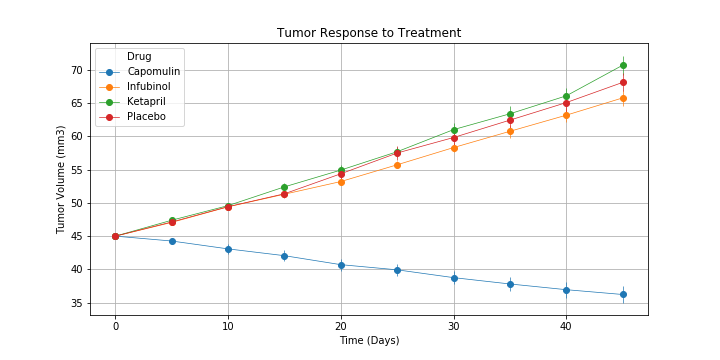 Tumor Response to Treatment
Drug
Capomulin
Infubinol
Ketapril
Placebo
Tumor Volume (mm3)
70
65
60
55
50
45
40
35
0
10
20
30
40
Time (Days)